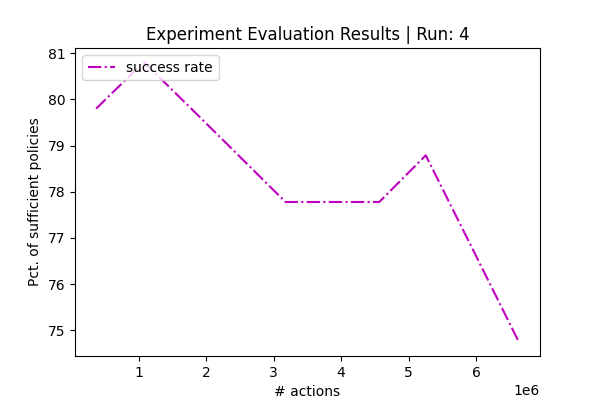 Experiment Evaluation Results | Run: 4
success rate
Pct. of sufficient policies
81
80
79
78
77
76
75
1 2 3 4 5 6
1e6
# actions